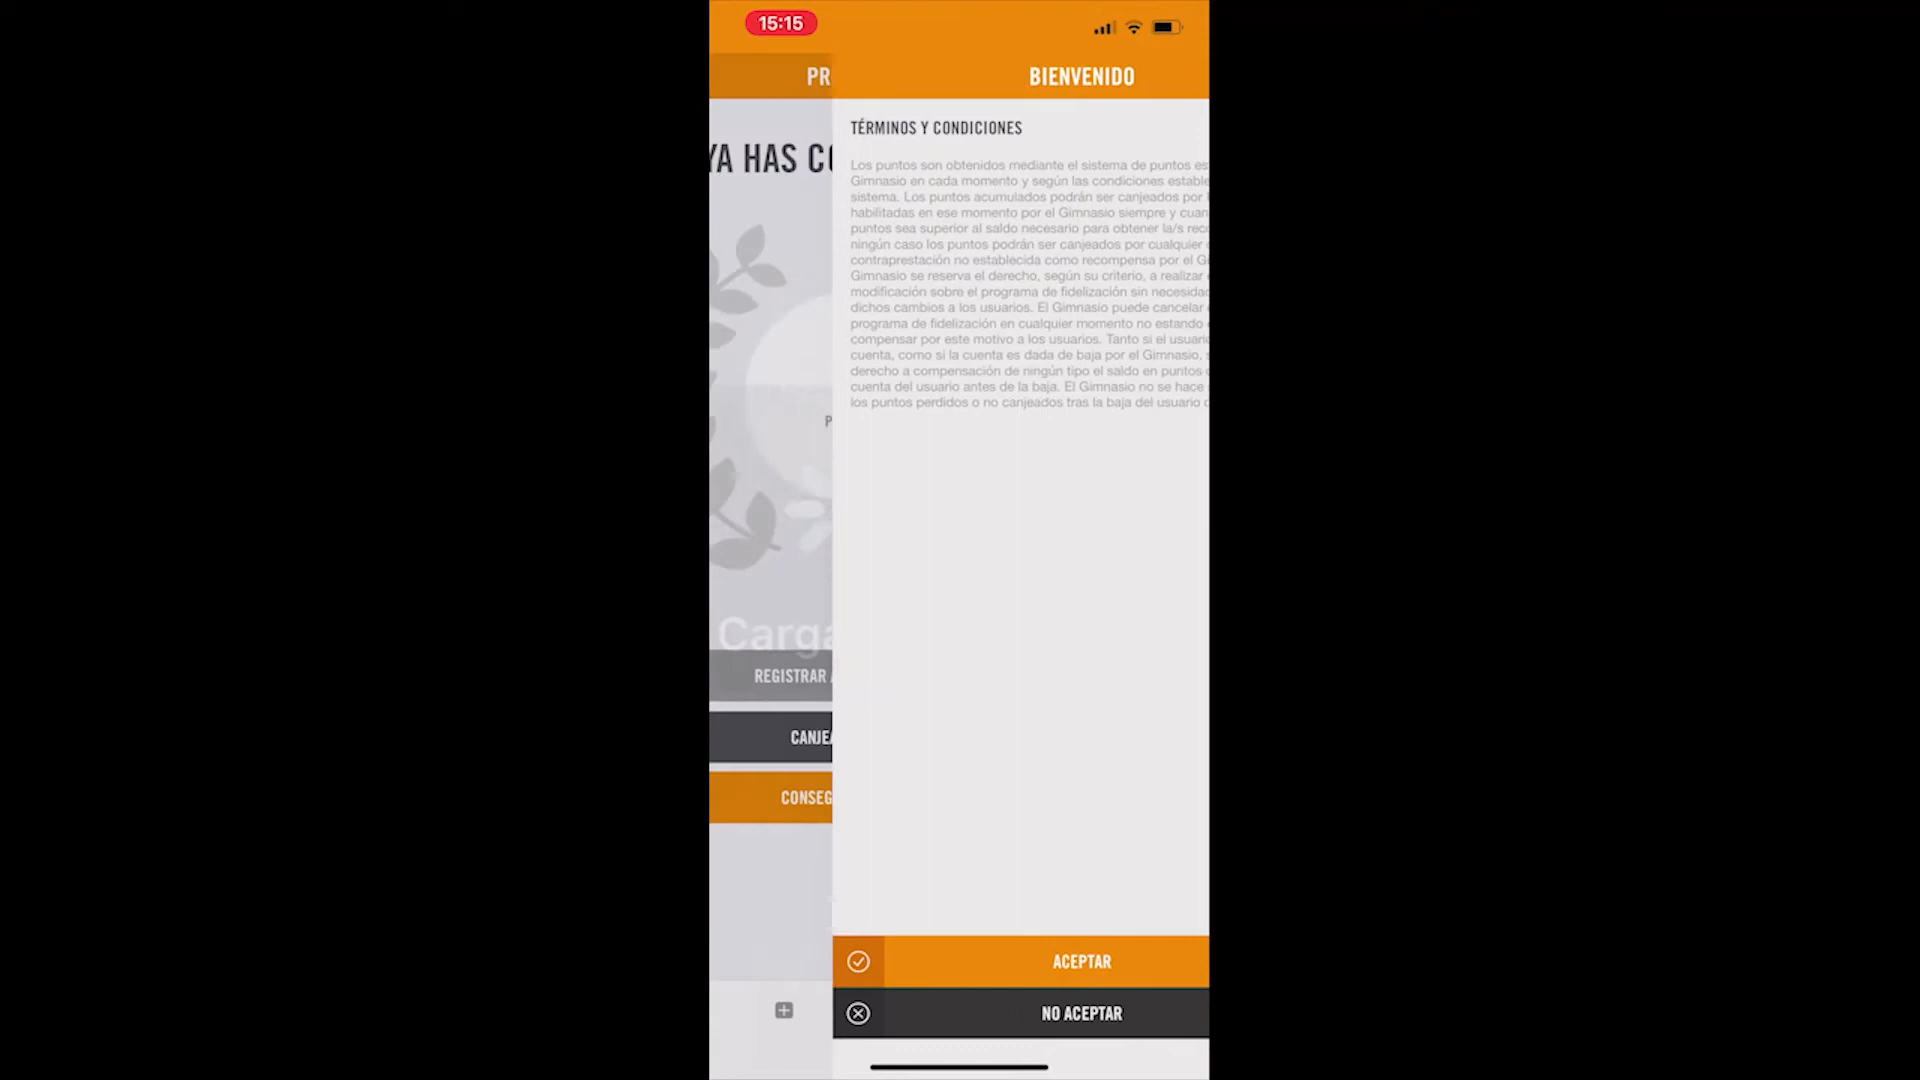 15:15
PR
BIENVENIDO
YA HAS CO
TÉRMINOS Y CONDICIONES
Los puntos son obtenidos mediante el sistema de puntos es
Gimnasio en cada momento y según las condiciones estable
sistema. Los puntos acumulados podrán ser canjeados por
habilitadas en ese momento por el Gimnasio siempre y cuan
puntos sea superior al saldo necesario para obtener la/s rec
ningún caso los puntos podrán ser canjeados por cualquier
contraprestación no establecida como recompensa por el Gi
Gimnasio se reserva el derecho, según su criterio, a realizar
modificación sobre el programa de fidelización sin necesidad
dichos cambios a los usuarios. El Gimnasio puede cancelar
programa de fidelización en cualquier momento no estando
compensar por este motivo a los usuarios. Tanto si el usuario
cuenta, como si la cuenta es dada de baja por el Gimnasio, s
derecho a compensación de ningún tipo el saldo en puntos
cuenta del usuario antes de la baja. El Gimnasio no se hace
los puntos perdidos o no canjeados tras la baja del usuario
P
Carga
REGISTRAR A
CANJEA
CONSEG
ACEPTAR
NO ACEPTAR